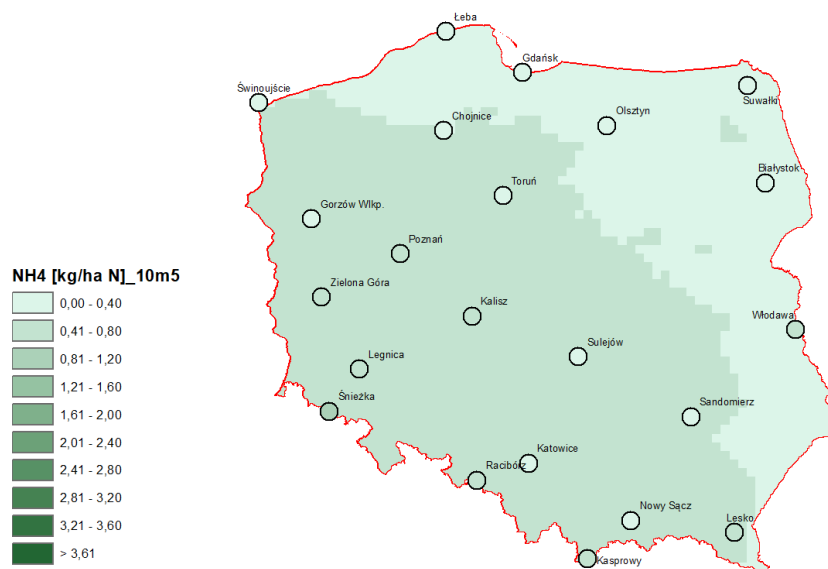 Łeba
Gdańsk
Świnoujście
Suwałki
Chojnice
Olsztyn
Białystok
Toruń
Gorzów Wlkp.
Poznań
NH4 [kg/ha N]_10m5
0,00 - 0,40
0,41 - 0,80
0,81 - 1,20
1,21 - 1,60
1,61 - 2,00
2,01 - 2,40
2,41 - 2,80
2,81 - 3,20
3,21 - 3,60
> 3,61
Zielona Góra
Kalisz
Włodawa
Sulejów
Legnica
Śnieżka
Sandomierz
Katowice
Racibórz
Nowy Sącz
Lesko
Kasprowy